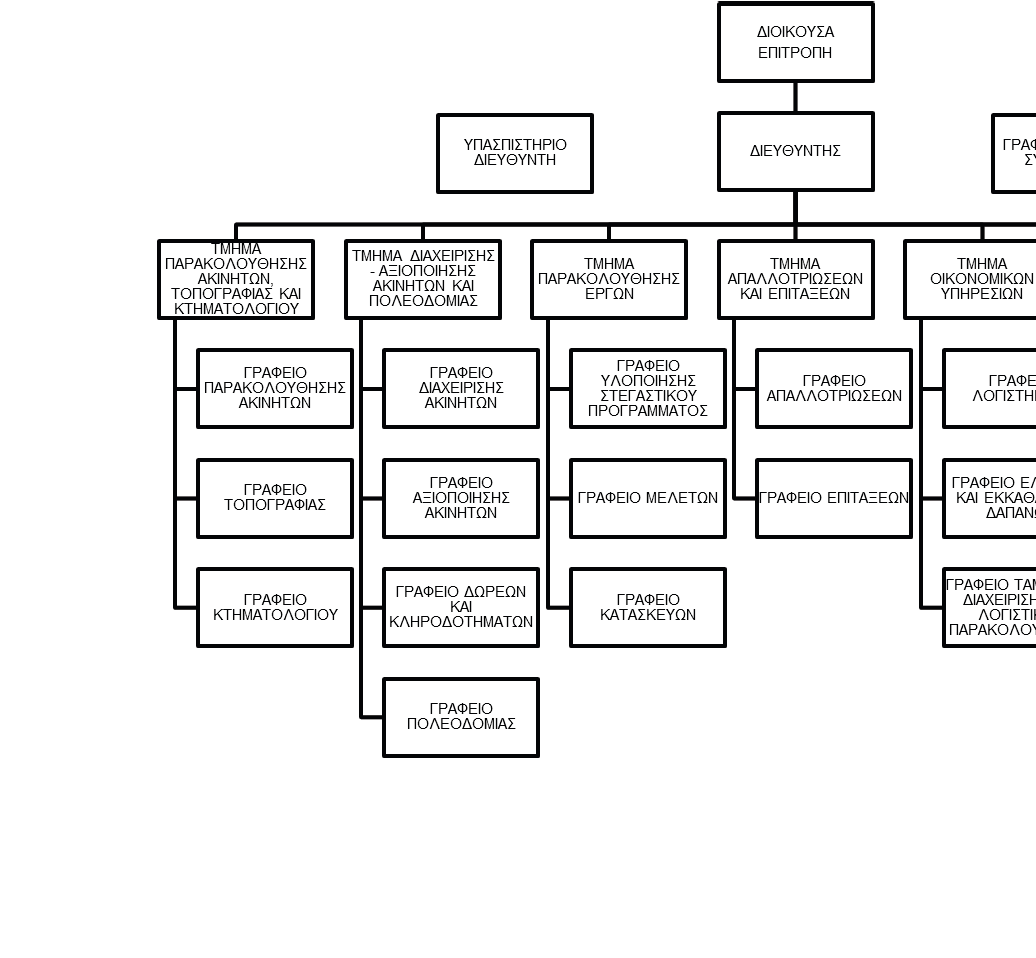 ΔΙΟΙΚΟΥΣΑ
ΕΠΙΤΡΟΠΗ
ΥΠΑΣΠΙΣΤΗΡΙΟ
ΔΙΕΥΘΥΝΤΗ
ΔΙΕΥΘΥΝΤΗΣ
ΤΜΗΜΑ
ΠΑΡΑΚΟΛΟΥΘΗΣΗΣ
ΑΚΙΝΗΤΩΝ,
ΤΟΠΟΓΡΑΦΙΑΣ ΚΑΙ
ΚΤΗΜΑΤΟΛΟΓΙΟΥ
ΤΜΗΜΑ ΔΙΑΧΕΙΡΙΣΗΣ
- ΑΞΙΟΠΟΙΗΣΗΣ
ΑΚΙΝΗΤΩΝ ΚΑΙ
ΠΟΛΕΟΔΟΜΙΑΣ
ΤΜΗΜΑ
ΠΑΡΑΚΟΛΟΥΘΗΣΗΣ
ΕΡΓΩΝ
ΤΜΗΜΑ
ΑΠΑΛΛΟΤΡΙΩΣΕΩΝ
ΚΑΙ ΕΠΙΤΑΞΕΩΝ
ΤΜΗΜΑ
ΟΙΚΟΝΟΜΙΚΩΝ
ΥΠΗΡΕΣΙΩΝ
ΓΡΑΦΕΙΟ
ΠΑΡΑΚΟΛΟΥΘΗΣΗΣ
ΑΚΙΝΗΤΩΝ
ΓΡΑΦΕΙΟ
ΤΟΠΟΓΡΑΦΙΑΣ
ΓΡΑΦΕΙΟ
ΚΤΗΜΑΤΟΛΟΓΙΟΥ
ΓΡΑΦΕΙΟ
ΔΙΑΧΕΙΡΙΣΗΣ
ΑΚΙΝΗΤΩΝ
ΓΡΑΦΕΙΟ
ΑΞΙΟΠΟΙΗΣΗΣ
ΑΚΙΝΗΤΩΝ
ΓΡΑΦΕΙΟ ΔΩΡΕΩΝ
ΚΑΙ
ΚΛΗΡΟΔΟΤΗΜΑΤΩΝ
ΓΡΑΦΕΙΟ
ΠΟΛΕΟΔΟΜΙΑΣ
ΓΡΑΦΕΙΟ
ΥΛΟΠΟΙΗΣΗΣ
ΣΤΕΓΑΣΤΙΚΟΥ
ΠΡΟΓΡΑΜΜΑΤΟΣ
ΓΡΑΦΕΙΟ ΜΕΛΕΤΩΝ
ΓΡΑΦΕΙΟ
ΚΑΤΑΣΚΕΥΩΝ
ΓΡΑΦΕΙΟ
ΑΠΑΛΛΟΤΡΙΩΣΕΩΝ
ΓΡΑΦΕΙΟ ΕΠΙΤΑΞΕΩΝ
ΓΡΑΦΕΙΟ
ΚΑΙ
ΓΡΑΦΕΙΟ